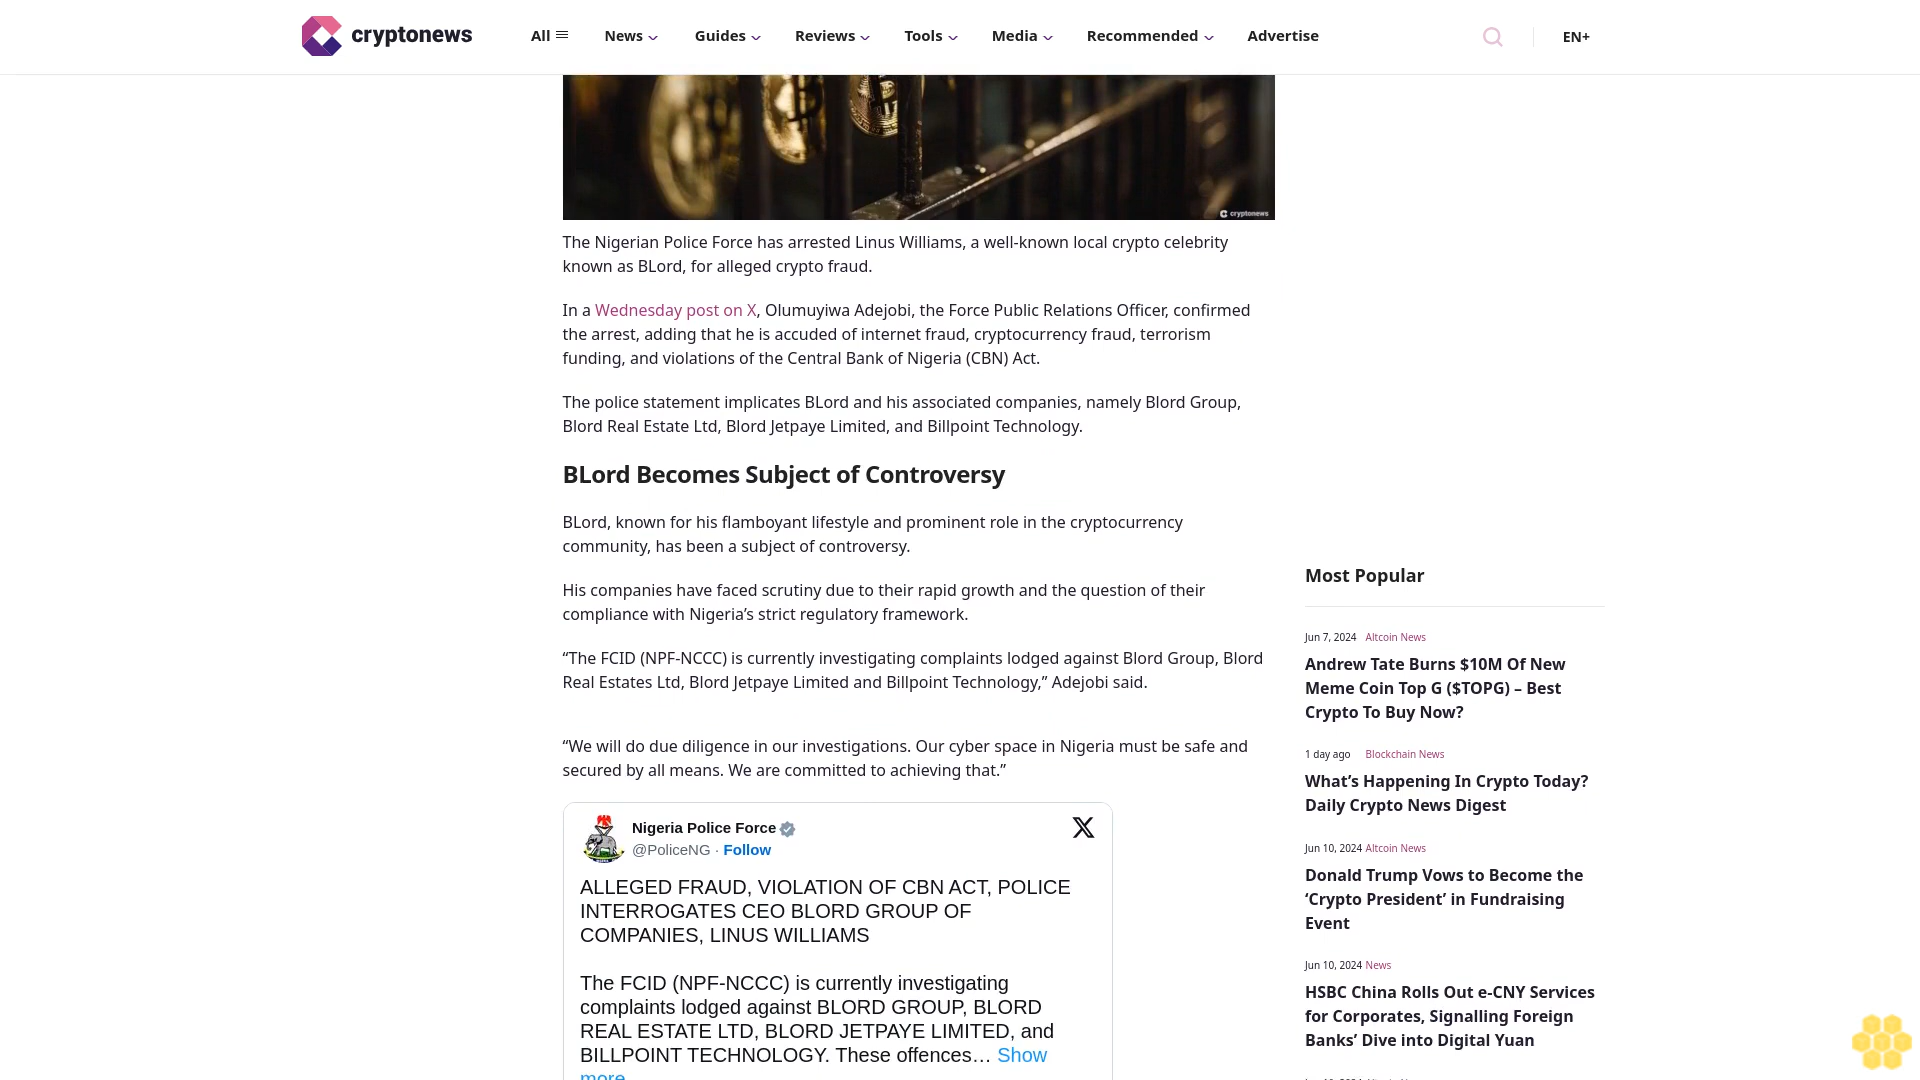 cryptonews
All
News
Guides
Reviews
Tools
Media
Recommended
Advertise
EN+
cryptonews
The Nigerian Police Force has arrested Linus Williams, a well-known local crypto celebrity
known as BLord, for alleged crypto fraud.
In a Wednesday post on X, Olumuyiwa Adejobi, the Force Public Relations Officer, confirmed
the arrest, adding that he is accuded of internet fraud, cryptocurrency fraud, terrorism
funding, and violations of the Central Bank of Nigeria (CBN) Act.
The police statement implicates BLord and his associated companies, namely Blord Group,
Blord Real Estate Ltd, Blord Jetpaye Limited, and Billpoint Technology.
BLord Becomes Subject of Controversy
BLord, known for his flamboyant lifestyle and prominent role in the cryptocurrency
community, has been a subject of controversy.
His companies have faced scrutiny due to their rapid growth and the question of their
compliance with Nigeria’s strict regulatory framework.
“The FCID (NPF-NCCC) is currently investigating complaints lodged against Blord Group, Blord
Real Estates Ltd, Blord Jetpaye Limited and Billpoint Technology,” Adejobi said.
“We will do due diligence in our investigations. Our cyber space in Nigeria must be safe and
secured by all means. We are committed to achieving that.”
Nigeria Police Force
@PoliceNG · Follow
ALLEGED FRAUD, VIOLATION OF CBN ACT, POLICE
INTERROGATES CEO BLORD GROUP OF
COMPANIES, LINUS WILLIAMS
The FCID (NPF-NCCC) is currently investigating
complaints lodged against BLORD GROUP, BLORD
REAL ESTATE LTD, BLORD JETPAYE LIMITED, and
BILLPOINT TECHNOLOGY. These offences… Show
more
Most Popular
Jun 7, 2024 Altcoin News
Andrew Tate Burns $10M Of New
Meme Coin Top G ($TOPG) – Best
Crypto To Buy Now?
1 day ago Blockchain News
What’s Happening In Crypto Today?
Daily Crypto News Digest
Jun 10, 2024 Altcoin News
Donald Trump Vows to Become the
‘Crypto President’ in Fundraising
Event
Jun 10, 2024 News
HSBC China Rolls Out e-CNY Services
for Corporates, Signalling Foreign
Banks’ Dive into Digital Yuan